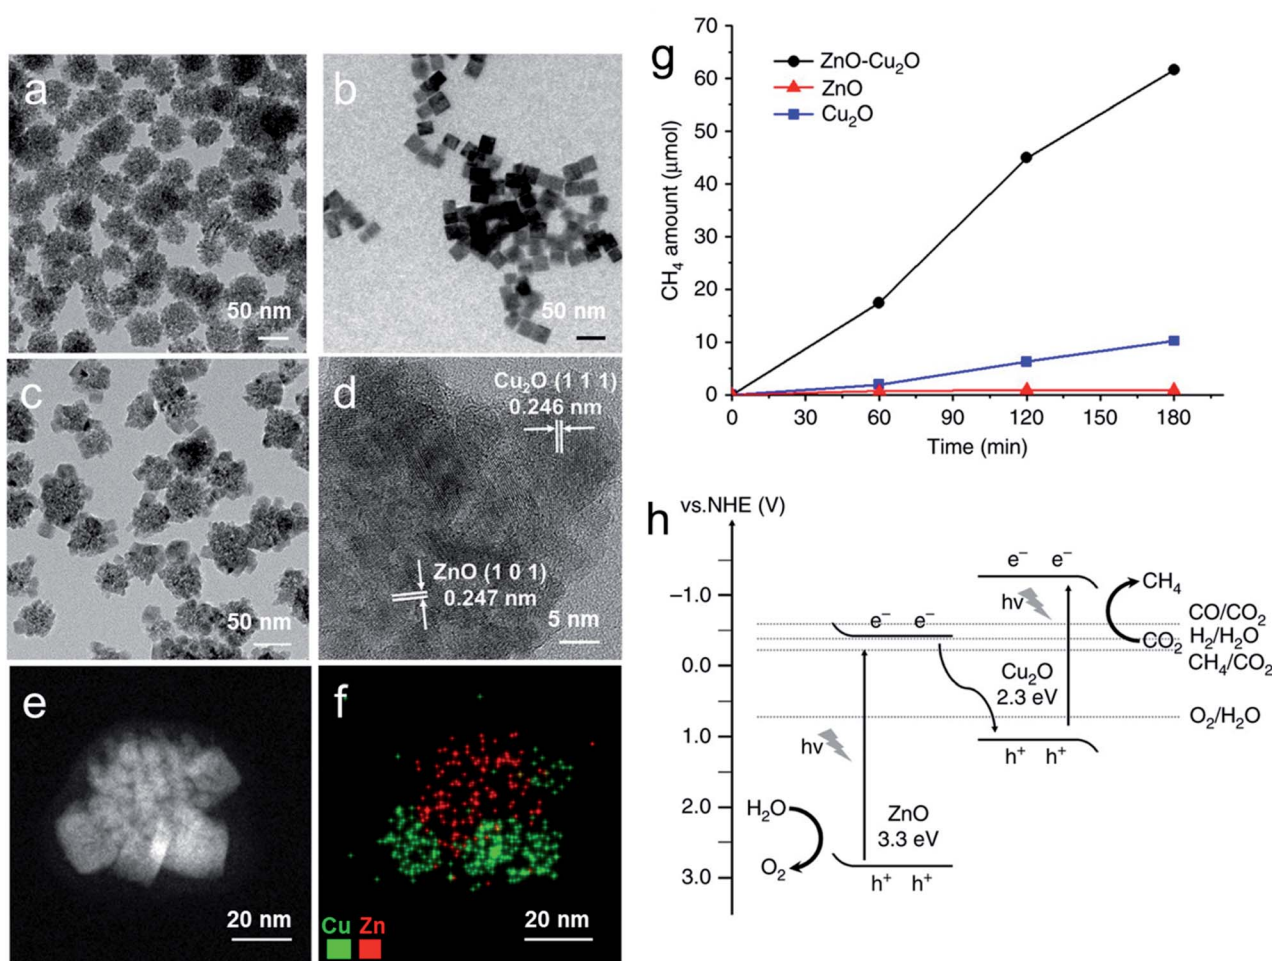 a
50 nm
b
50 nm
c
50 nm
d
Cu₂O (1 1 1)
0.246 nm
ZnO (1 0 1)
0.247 nm
5 nm
e
20 nm
f
Cu Zn
20 nm
g
70
60
50
40
30
20
10
0
CH₄ amount (μmol)
ZnO-Cu₂O
ZnO
Cu₂O
0 30 60 90 120 150 180
Time (min)
h
vs.NHE (V)
–1.0
0.0
1.0
2.0
3.0
e⁻ e⁻
e⁻ e⁻
hν
CH₄
CO₂
CO/CO₂
H₂/H₂O
CH₄/CO₂
O₂/H₂O
Cu₂O
2.3 eV
h⁺ h⁺
hν
H₂O
O₂
ZnO
3.3 eV
h⁺ h⁺